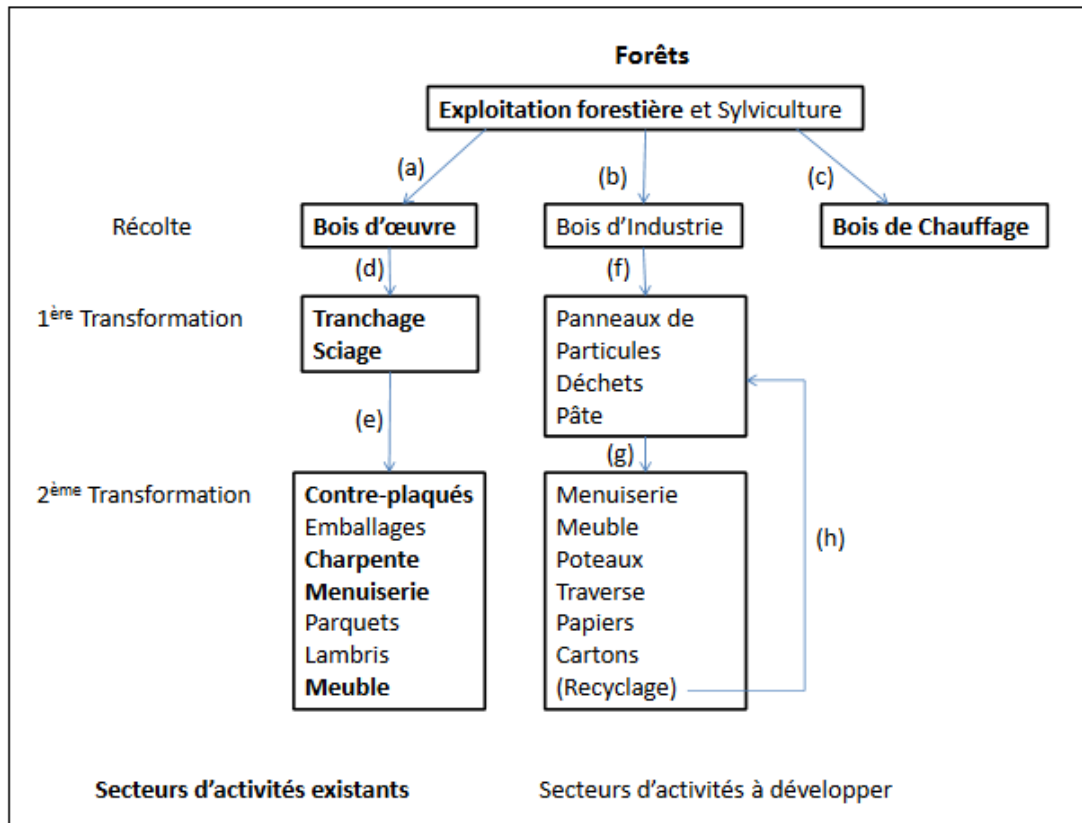 Forêts
Exploitation forestière et Sylviculture
(a)
(b)
(c)
Récolte
Bois d'œuvre
Bois d'Industrie
Bois de Chauffage
(d)
(f)
1ère Transformation
Tranchage
Sciage
Panneaux de
Particules
Déchets
Pâte
(e)
(g)
2ème Transformation
Contre-plaqués
Emballages
Charpente
Menuiserie
Parquets
Lambris
Meuble
Menuiserie
Meuble
Poteaux
Traverse
Papiers
Cartons
(Recyclage)
(h)
Secteurs d'activités existants
Secteurs d'activités à développer